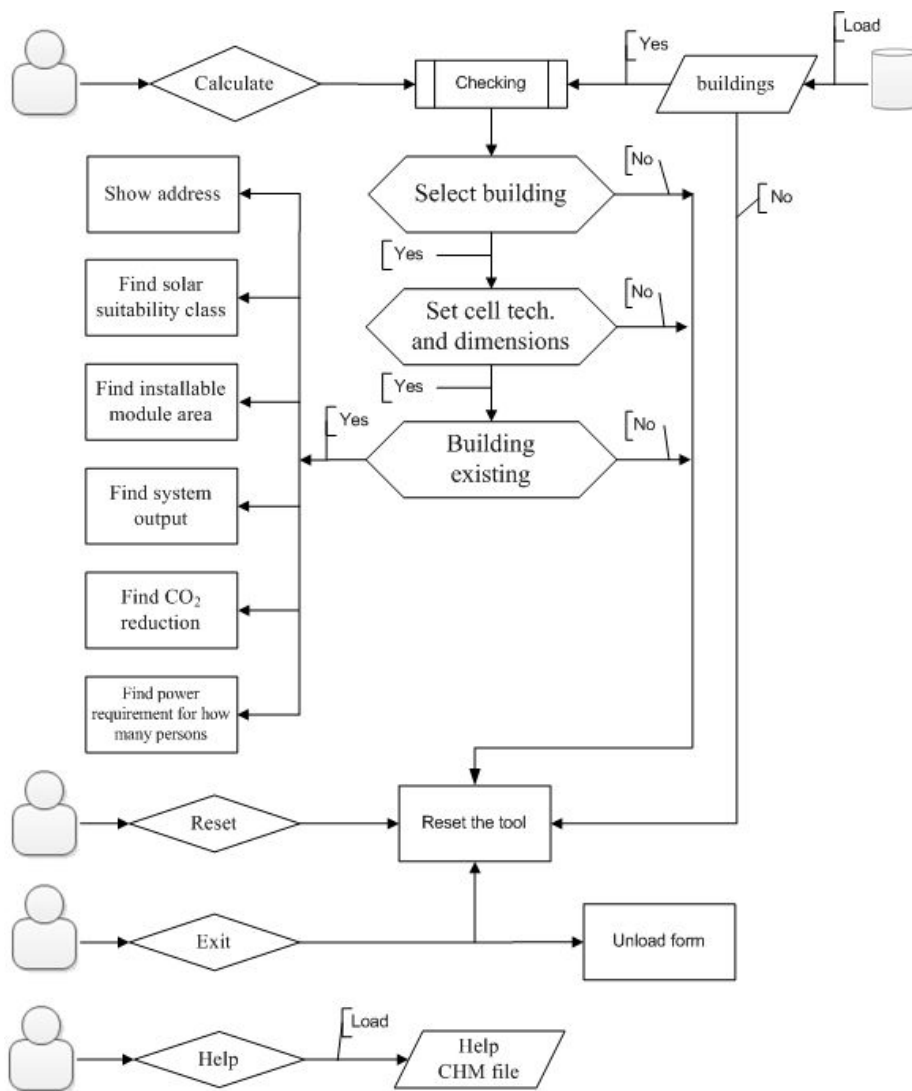 Load
Yes
Calculate
Checking
buildings
No
Show address
Select building
No
Yes
Find solar
suitability class
No
Set cell tech.
and dimensions
Find installable
module area
Yes
Yes
No
Building
existing
Find system
output
Find CO₂
reduction
Find power
requirement for how
many persons
Reset
Reset the tool
Exit
Unload form
Load
Help
Help
CHM file